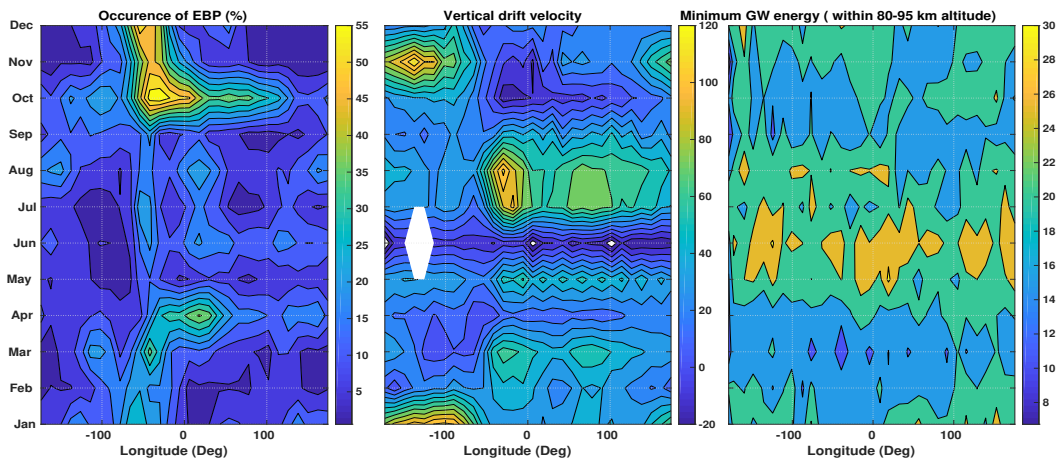 Occurence of EBP (%)
Dec
Nov
Oct
Sep
Aug
Jul
Jun
May
Apr
Mar
Feb
Jan
-100
0
100
Longitude (Deg)
55
50
45
40
35
30
25
20
15
10
5
Vertical drift velocity
-100
0
100
Longitude (Deg)
120
100
80
60
40
20
0
-20
Minimum GW energy ( within 80-95 km altitude)
-100
0
100
Longitude (Deg)
30
28
26
24
22
20
18
16
14
12
10
8